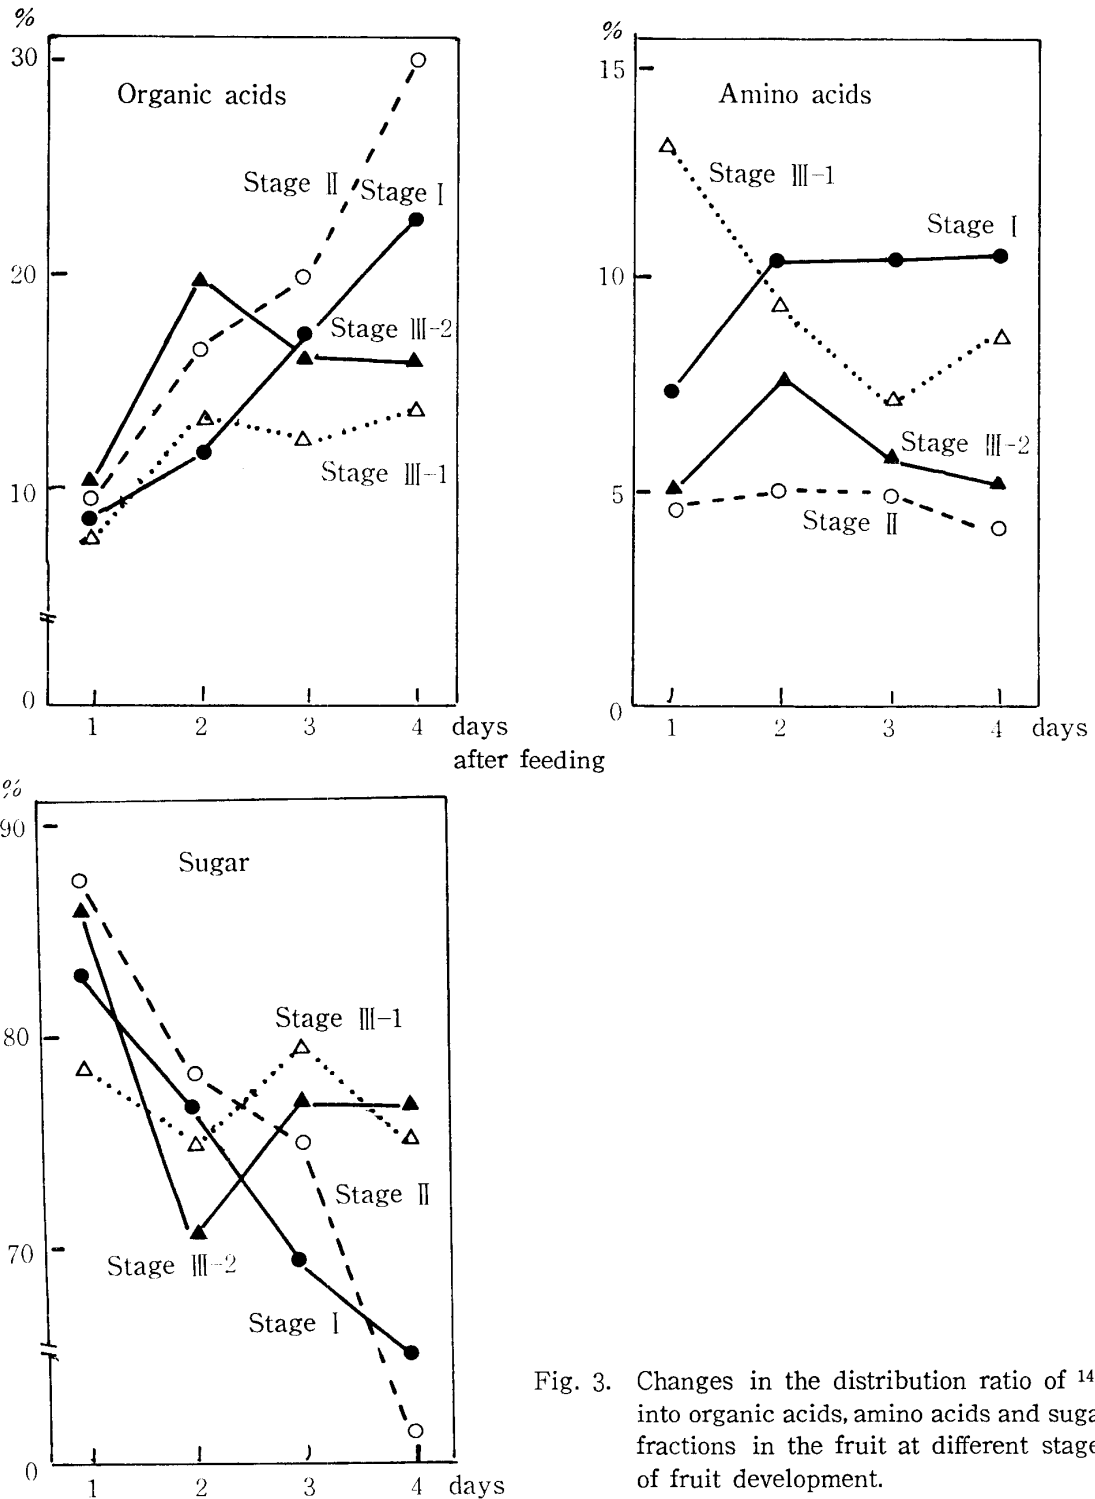 %
30
Organic acids
Stage Ⅱ
Stage Ⅰ
20
Stage Ⅲ-2
Stage Ⅲ-1
10
0
1 2 3 4 days
after feeding
%
15
Amino acids
Stage Ⅲ-1
Stage Ⅰ
10
Stage Ⅲ-2
5
Stage Ⅱ
0
1 2 3 4 days
%
90
Sugar
Stage Ⅲ-1
80
Stage Ⅱ
70
Stage Ⅲ-2
Stage Ⅰ
0
1 2 3 4 days
Fig. 3. Changes in the distribution ratio of 14
into organic acids, amino acids and suga
fractions in the fruit at different stage
of fruit development.